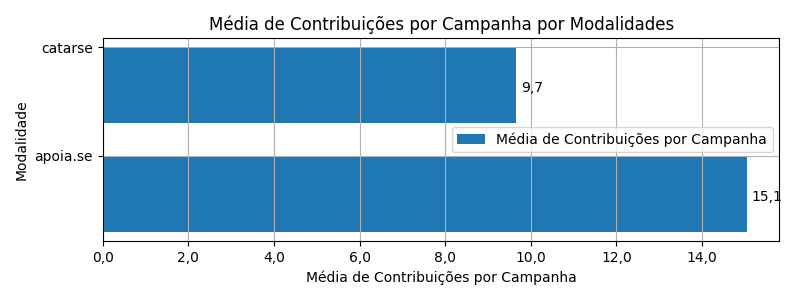 Média de Contribuições por Campanha por Modalidades
catarse
9,7
Média de Contribuições por Campanha
apoia.se
15,1
Modalidade
0,0 2,0 4,0 6,0 8,0 10,0 12,0 14,0
Média de Contribuições por Campanha